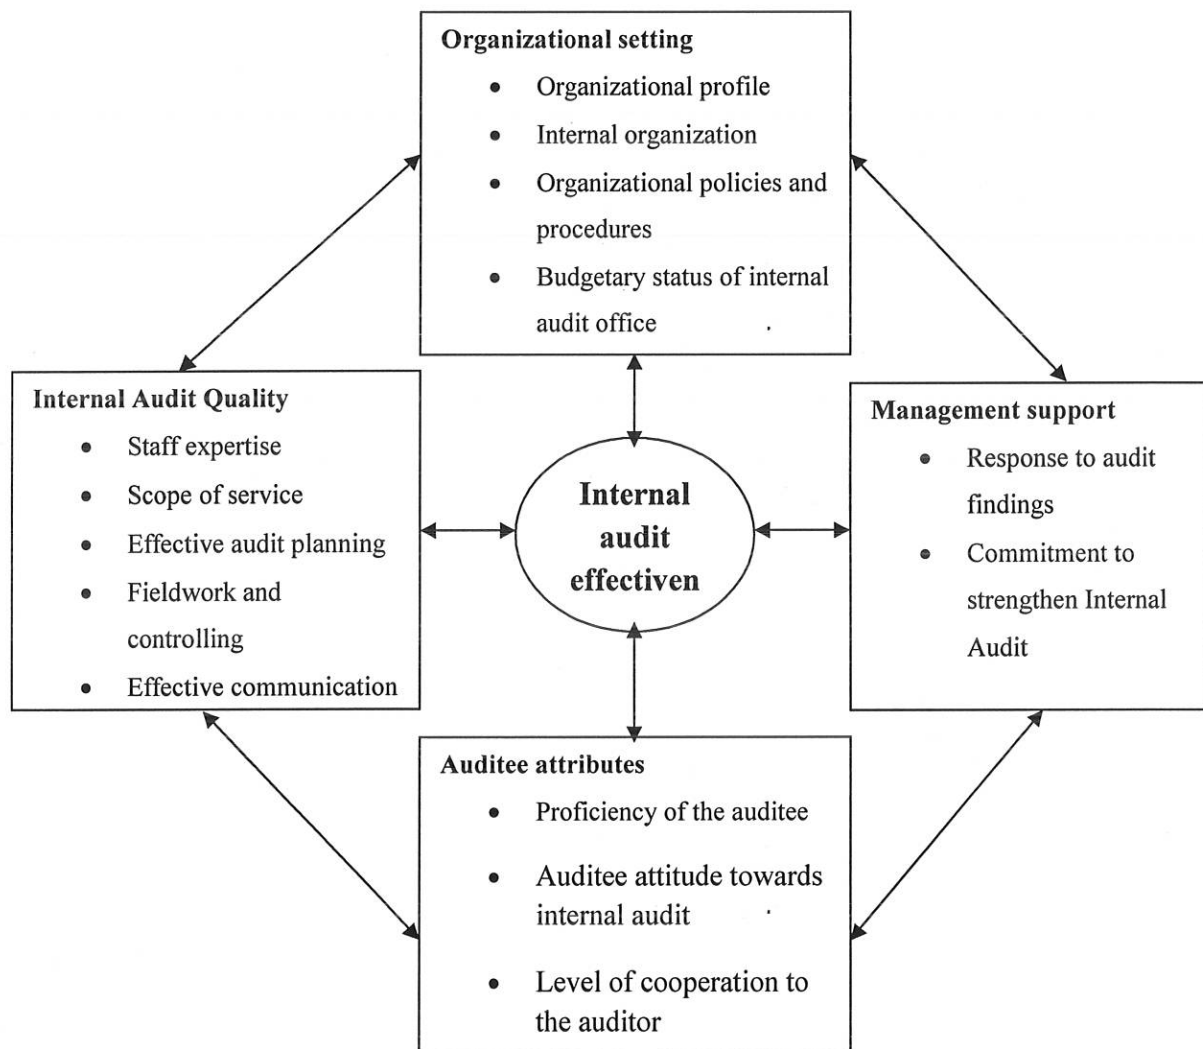 Organizational setting
• Organizational profile
• Internal organization
• Organizational policies and
procedures
• Budgetary status of internal
audit office
Internal Audit Quality
• Staff expertise
• Scope of service
• Effective audit planning
• Fieldwork and
controlling
• Effective communication
Internal
audit
effectiven
Management support
• Response to audit
findings
• Commitment to
strengthen Internal
Audit
Auditee attributes
• Proficiency of the auditee
• Auditee attitude towards
internal audit
• Level of cooperation to
the auditor